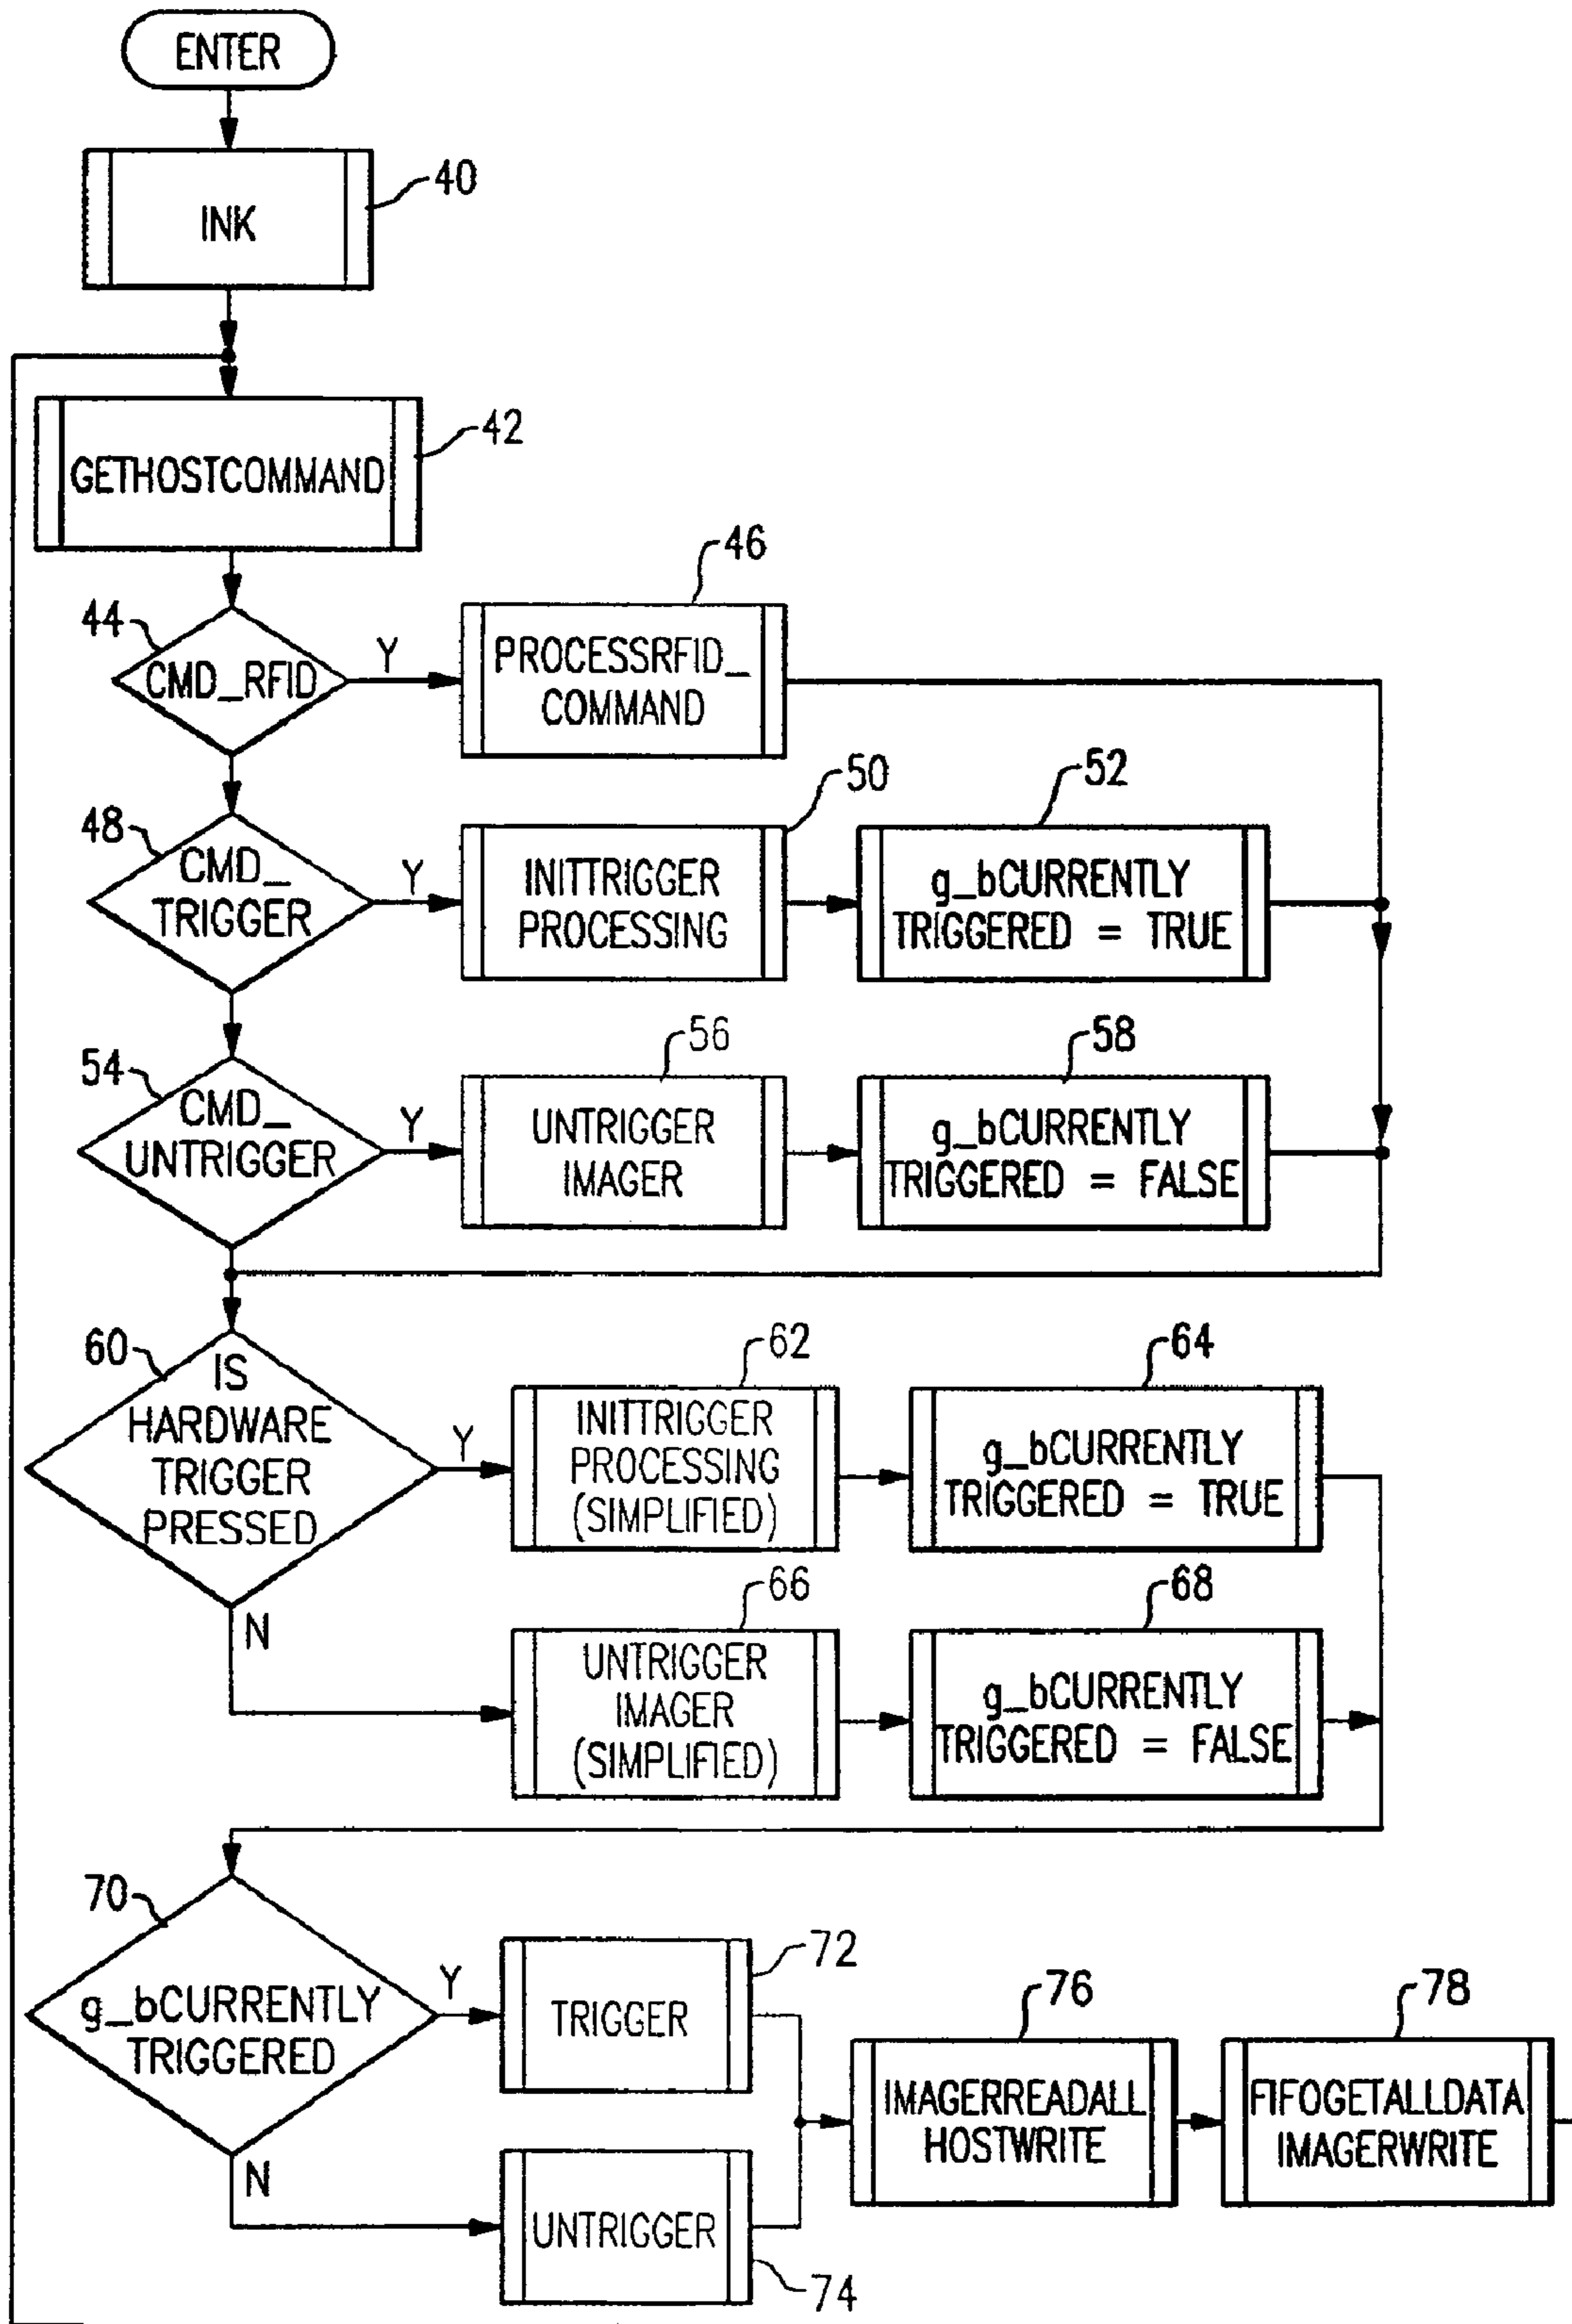 ENTER
INK
40
GETHOSTCOMMAND
42
44
CMD_RFID
Y
PROCESSRFID_
COMMAND
46
48
CMD_
TRIGGER
Y
INITTRIGGER
PROCESSING
50
g_bCURRENTLY
TRIGGERED = TRUE
52
54
CMD_
UNTRIGGER
Y
UNTRIGGER
IMAGER
56
g_bCURRENTLY
TRIGGERED = FALSE
58
60
IS
HARDWARE
TRIGGER
PRESSED
Y
INITTRIGGER
PROCESSING
(SIMPLIFIED)
62
g_bCURRENTLY
TRIGGERED = TRUE
64
N
UNTRIGGER
IMAGER
(SIMPLIFIED)
66
g_bCURRENTLY
TRIGGERED = FALSE
68
70
g_bCURRENTLY
TRIGGERED
Y
TRIGGER
72
N
UNTRIGGER
74
IMAGERREADALL
HOSTWRITE
76
FIFOGETALLDATA
IMAGERWRITE
78